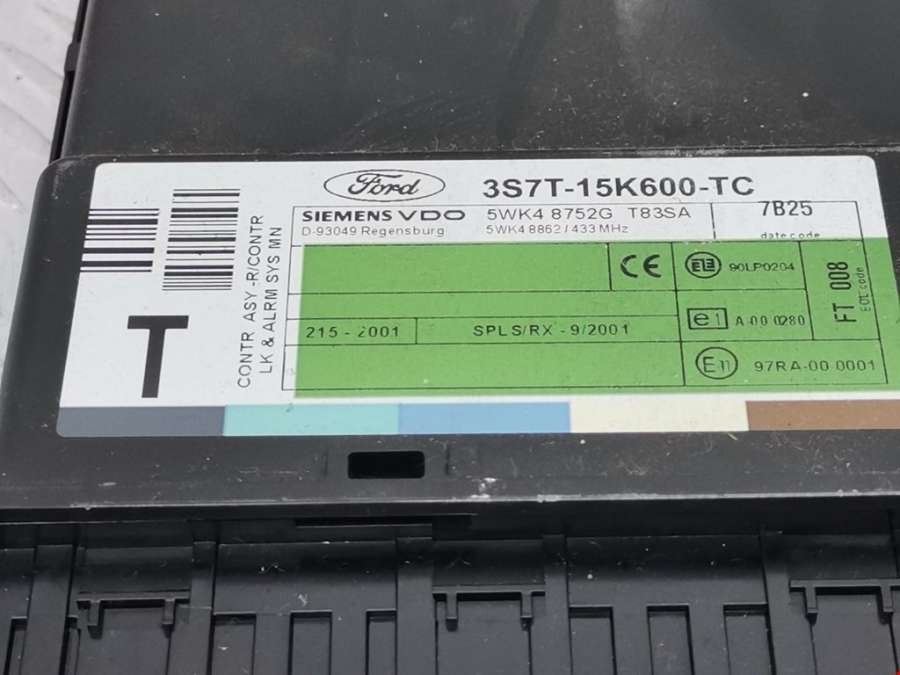 Ford
3S7T-15K600-TC
SIEMENS VDO
5WK4 8752G T83SA
7B25
D-93049 Regensburg
5WK4 8862 / 433 MHz
date code
CE
90LP0204
FT 008
EOL code
215 - 2001
SPLS/RX - 9/2001
e1
A-00 0280
E11
97RA-00 0001
T
CONTR ASY -R/CONTR
LK & ALRM SYS MN